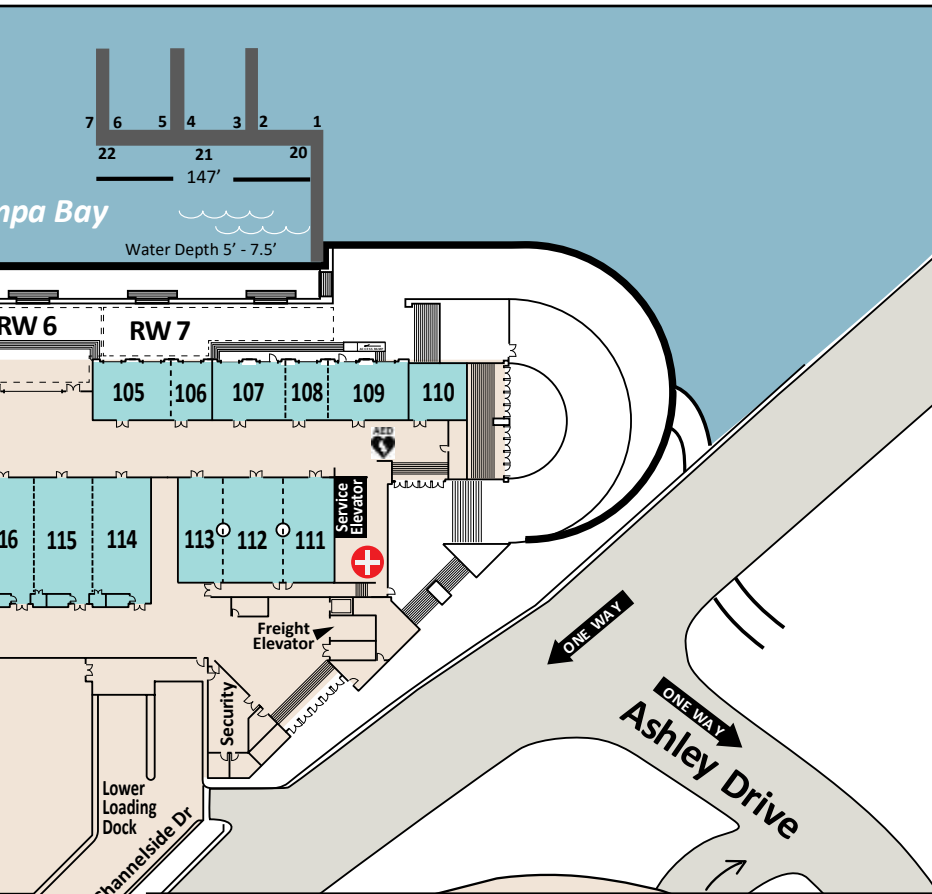 7 6 5 4 3 2 1
22 21 20
147’
mpa Bay
Water Depth 5’ - 7.5’
RW 6 RW 7
105 106 107 108 109 110
AED
Service
Elevator
16 115 114 113 112 111
Freight
Elevator
ONE WAY
ONE WAY
Ashley Drive
Security
Lower
Loading
Dock
hannelside Dr